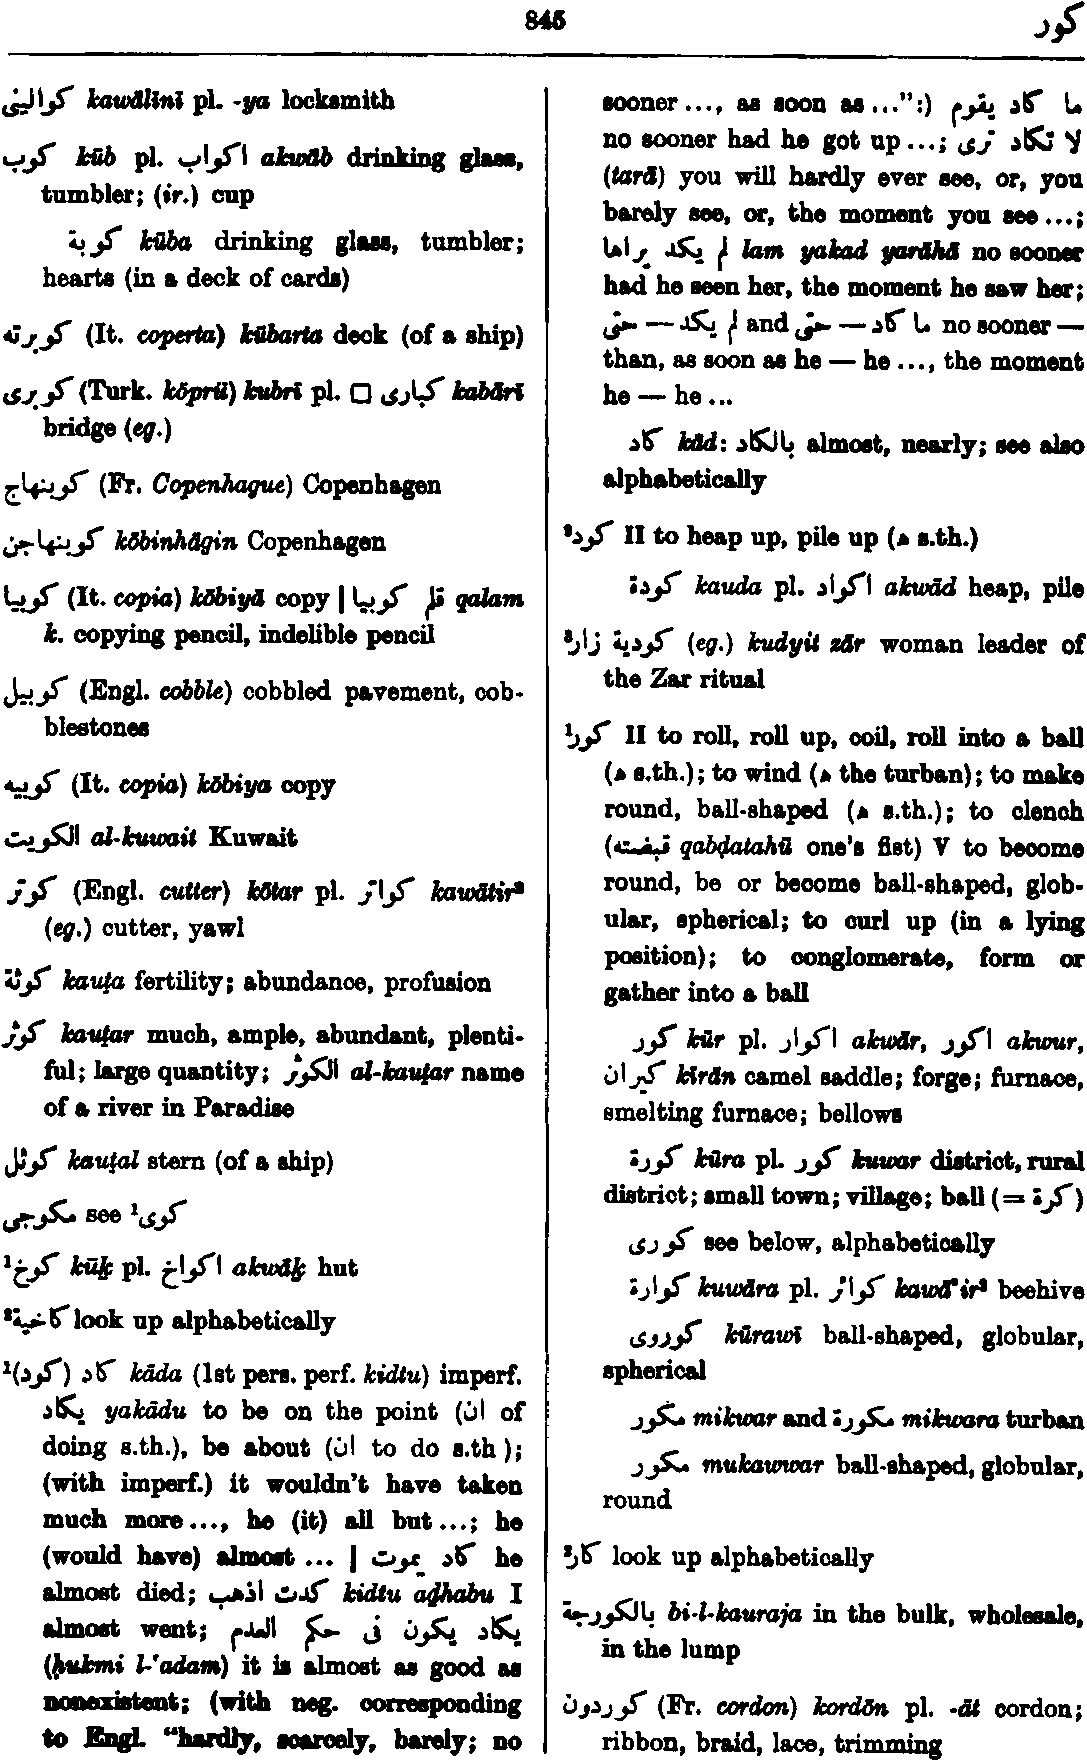 845
كور
كوالينى kawālīnī pl. -ya locksmith
كوب kūb pl. اكواب akwāb drinking glass,
tumbler; (ir.) cup
كوبة kūba drinking glass, tumbler;
hearts (in a deck of cards)
كوبرته (It. coperta) kūbarta deck (of a ship)
كوبرى (Turk. köprü) kubrī pl. □ كبارى kabārī
bridge (eg.)
كوبنهاج (Fr. Copenhague) Copenhagen
كوبنهاجن kōbinhāgin Copenhagen
كوبيا (It. copia) kōbiyā copy | قلم كوبيا qalam
k. copying pencil, indelible pencil
كوبيل (Engl. cobble) cobbled pavement, cob-
blestones
كوبيه (It. copia) kōbiya copy
الكويت al-kuwait Kuwait
كوتر (Engl. cutter) kōtar pl. كواتر kawātir²
(eg.) cutter, yawl
كوثة kauṯa fertility; abundance, profusion
كوثر kauṯar much, ample, abundant, plenti-
ful; large quantity; الكوثر al-kauṯar name
of a river in Paradise
كوثل kauṯal stern (of a ship)
مكوجى see ¹كوى
¹كوخ kūḵ pl. اكواخ akwāḵ hut
²كاخية look up alphabetically
¹(كود) كاد kāda (1st pers. perf. kidtu) imperf.
يكاد yakādu to be on the point (ان of
doing s.th.), be about (ان to do s.th );
(with imperf.) it wouldn't have taken
much more ..., he (it) all but ...; he
(would have) almost ... | كاد يموت he
almost died; كدت اذهب kidtu aḏhabu I
almost went; يكاد يكون فى حكم العدم
(ḥukmi l-ʿadam) it is almost as good as
nonexistent; (with neg. corresponding
to Engl. "hardly, scarcely, barely; no
sooner ..., as soon as ...":) ما كاد يقوم
no sooner had he got up ...; لا تكاد ترى
(tarā) you will hardly ever see, or, you
barely see, or, the moment you see ...;
لم يكد يراها lam yakad yarāhā no sooner
had he seen her, the moment he saw her;
لم يكد — حتى and ما كاد — حتى no sooner —
than, as soon as he — he ..., the moment
he — he ...
كاد kād: بالكاد almost, nearly; see also
alphabetically
²كود II to heap up, pile up (ه s.th.)
كودة kauda pl. اكواد akwād heap, pile
³كودية زار (eg.) kudyit zār woman leader of
the Zar ritual
¹كور II to roll, roll up, coil, roll into a ball
(ه s.th.); to wind (ه the turban); to make
round, ball-shaped (ه s.th.); to clench
(قبضته qabḍatahū one's fist) V to become
round, be or become ball-shaped, glob-
ular, spherical; to curl up (in a lying
position); to conglomerate, form or
gather into a ball
كور kūr pl. اكوار akwār, اكور akwur,
كيران kīrān camel saddle; forge; furnace,
smelting furnace; bellows
كورة kūra pl. كور kuwar district, rural
district; small town; village; ball (= كرة)
كورى see below, alphabetically
كوارة kuwāra pl. كوائر kawāʾir² beehive
كوروى kūrawī ball-shaped, globular,
spherical
مكور mikwar and مكورة mikwara turban
مكور mukawwar ball-shaped, globular,
round
²كار look up alphabetically
بالكورجة bi-l-kauraja in the bulk, wholesale,
in the lump
كوردون (Fr. cordon) kordōn pl. -āt cordon;
ribbon, braid, lace, trimming